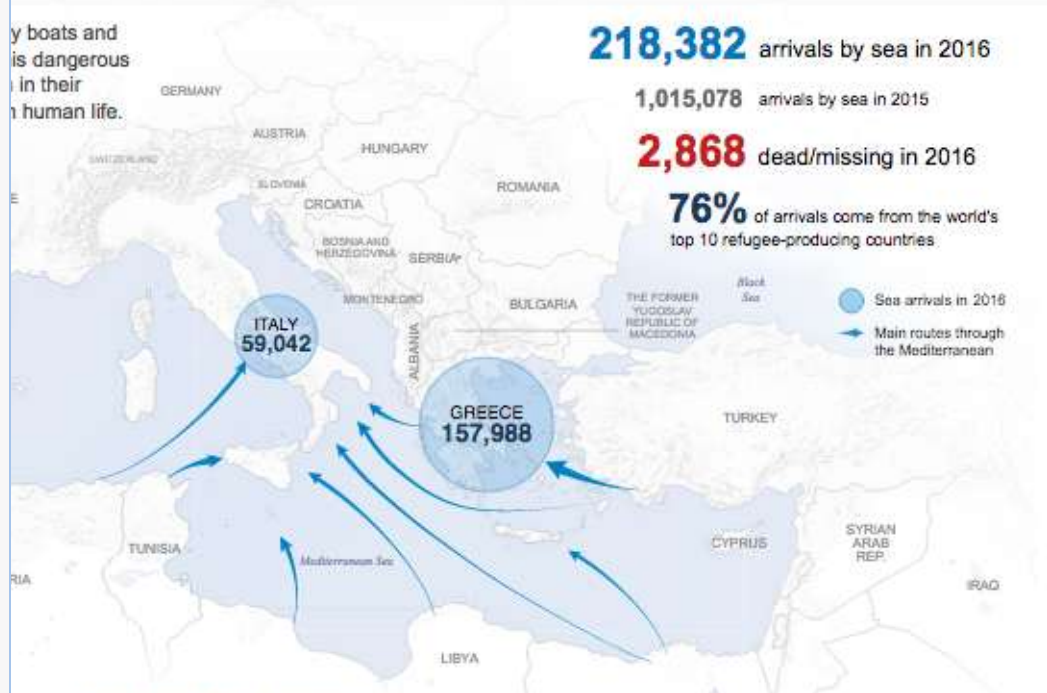 y boats and
is dangerous
in their
human life.
218,382 arrivals by sea in 2016
1,015,078 arrivals by sea in 2015
2,868 dead/missing in 2016
76% of arrivals come from the world's
top 10 refugee-producing countries
Sea arrivals in 2016
Main routes through
the Mediterranean
GERMANY
AUSTRIA
HUNGARY
SWITZERLAND
SLOVENIA
ROMANIA
CROATIA
BOSNIA AND
HERZEGOVINA
SERBIA
MONTENEGRO
BULGARIA
THE FORMER
YUGOSLAV
REPUBLIC OF
MACEDONIA
Black
Sea
ITALY
59,042
ALBANIA
GREECE
157,988
TURKEY
TUNISIA
Mediterranean Sea
CYPRUS
SYRIAN
ARAB
REP.
RIA
IRAQ
LIBYA